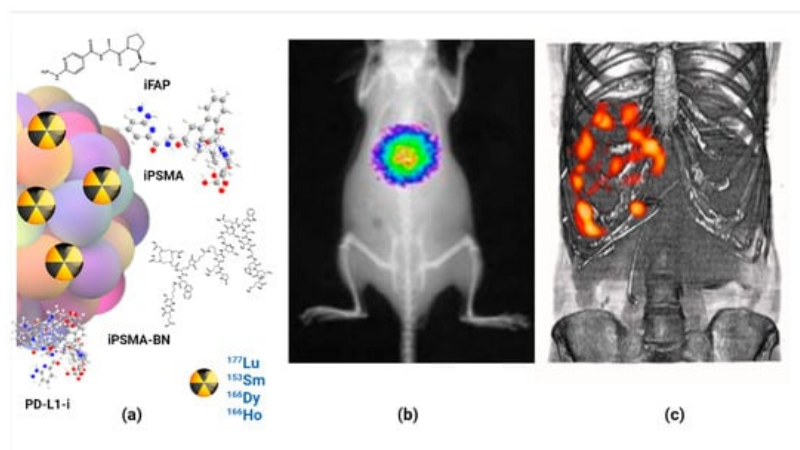 iFAP
iPSMA
iPSMA-BN
PD-L1-i
¹⁷⁷Lu
¹⁵³Sm
¹⁶⁶Dy
¹⁶⁶Ho
(a)
(b)
(c)